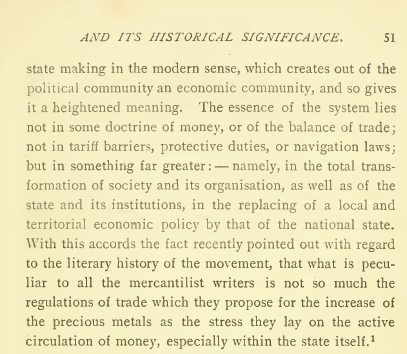 AND ITS HISTORICAL SIGNIFICANCE. 51
state making in the modern sense, which creates out of the
political community an economic community, and so gives
it a heightened meaning. The essence of the system lies
not in some doctrine of money, or of the balance of trade;
not in tariff barriers, protective duties, or navigation laws;
but in something far greater: — namely, in the total trans-
formation of society and its organisation, as well as of the
state and its institutions, in the replacing of a local and
territorial economic policy by that of the national state.
With this accords the fact recently pointed out with regard
to the literary history of the movement, that what is pecu-
liar to all the mercantilist writers is not so much the
regulations of trade which they propose for the increase of
the precious metals as the stress they lay on the active
circulation of money, especially within the state itself.¹